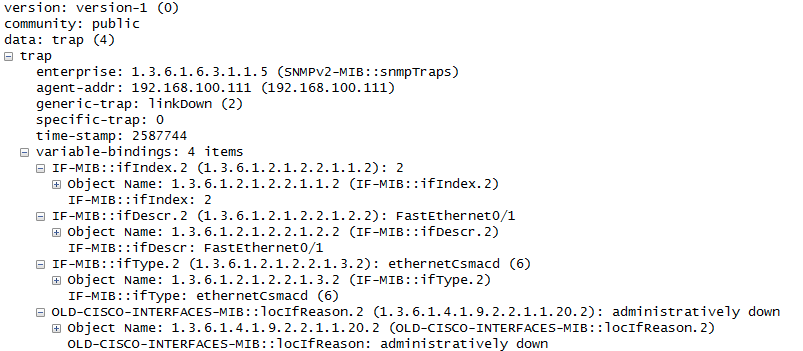 version: version-1 (0)
community: public
data: trap (4)
trap
enterprise: 1.3.6.1.6.3.1.1.5 (SNMPv2-MIB::snmpTraps)
agent-addr: 192.168.100.111 (192.168.100.111)
generic-trap: linkDown (2)
specific-trap: 0
time-stamp: 2587744
variable-bindings: 4 items
IF-MIB::ifIndex.2 (1.3.6.1.2.1.2.2.1.1.2): 2
Object Name: 1.3.6.1.2.1.2.2.1.1.2 (IF-MIB::ifIndex.2)
IF-MIB::ifIndex: 2
IF-MIB::ifDescr.2 (1.3.6.1.2.1.2.2.1.2.2): FastEthernet0/1
Object Name: 1.3.6.1.2.1.2.2.1.2.2 (IF-MIB::ifDescr.2)
IF-MIB::ifDescr: FastEthernet0/1
IF-MIB::ifType.2 (1.3.6.1.2.1.2.2.1.3.2): ethernetCsmacd (6)
Object Name: 1.3.6.1.2.1.2.2.1.3.2 (IF-MIB::ifType.2)
IF-MIB::ifType: ethernetCsmacd (6)
OLD-CISCO-INTERFACES-MIB::locIfReason.2 (1.3.6.1.4.1.9.2.2.1.1.20.2): administratively down
Object Name: 1.3.6.1.4.1.9.2.2.1.1.20.2 (OLD-CISCO-INTERFACES-MIB::locIfReason.2)
OLD-CISCO-INTERFACES-MIB::locIfReason: administratively down